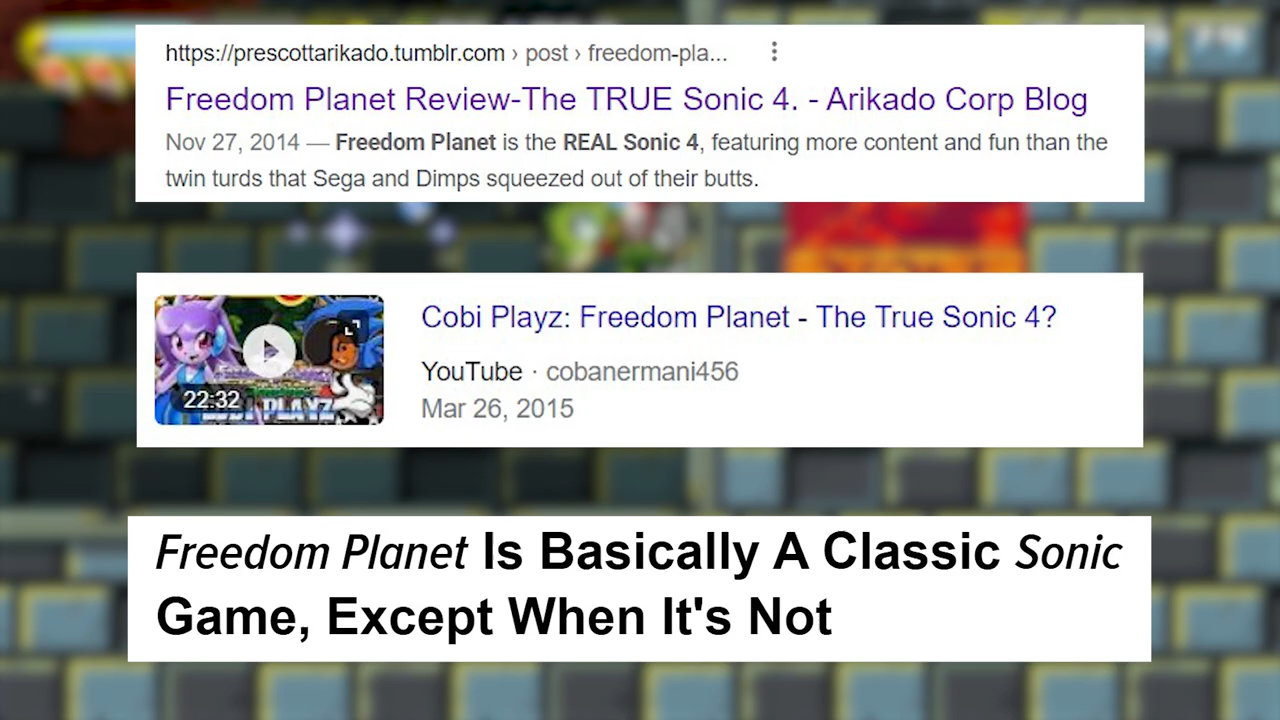 https://prescottarikado.tumblr.com › post › freedom-pla...
Freedom Planet Review-The TRUE Sonic 4. - Arikado Corp Blog
Nov 27, 2014 — Freedom Planet is the REAL Sonic 4, featuring more content and fun than the
twin turds that Sega and Dimps squeezed out of their butts.
22:32
Cobi Playz: Freedom Planet - The True Sonic 4?
YouTube · cobanermani456
Mar 26, 2015
Freedom Planet Is Basically A Classic Sonic
Game, Except When It's Not